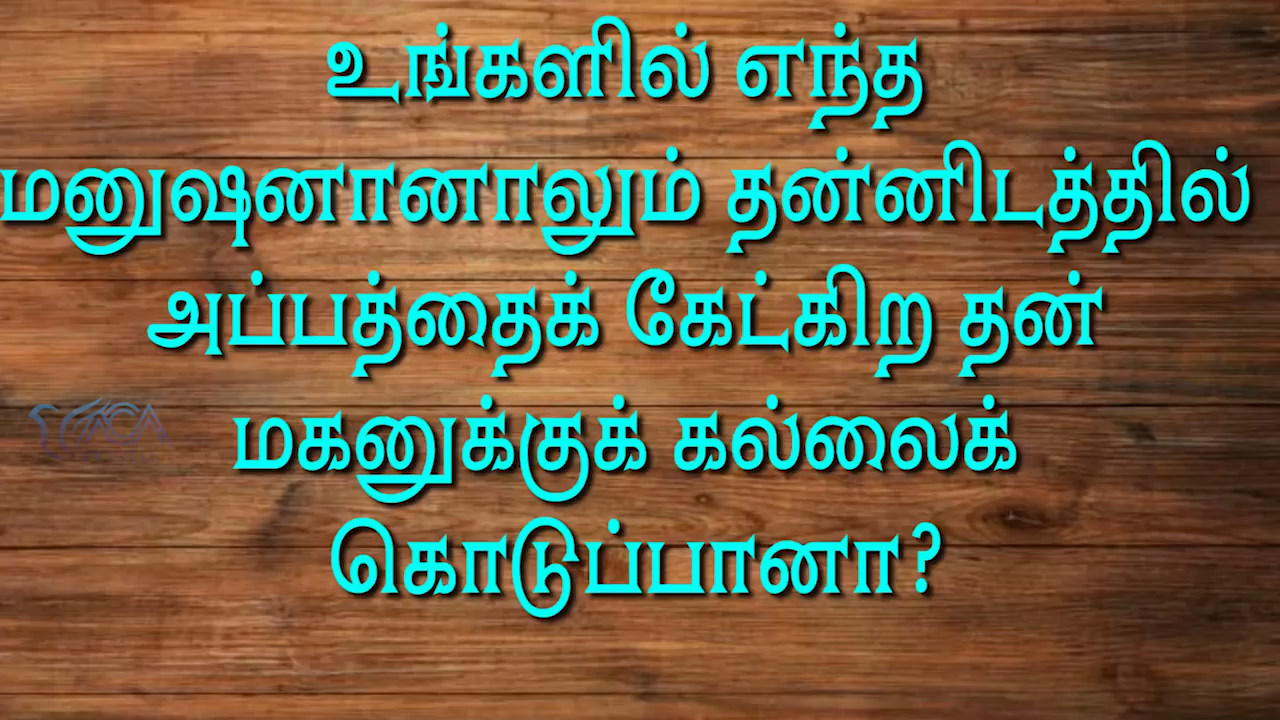 உங்களில் எந்த
மனுஷனானாலும் தன்னிடத்தில்
அப்பத்தைக் கேட்கிற தன்
மகனுக்குக் கல்லைக்
கொடுப்பானா?